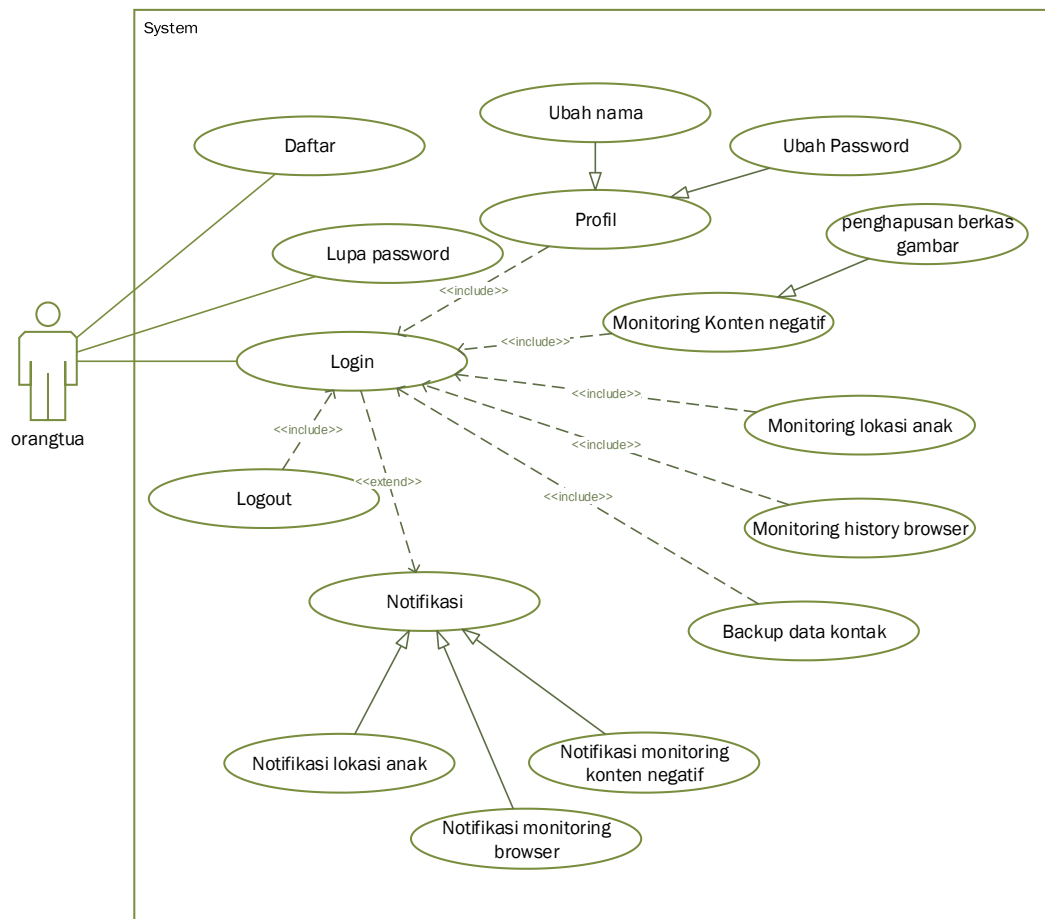 System
Ubah nama
Daftar
Ubah Password
Profil
penghapusan berkas
gambar
Lupa password
<<include>>
Monitoring Konten negatif
<<include>>
Login
<<include>>
orangtua
Monitoring lokasi anak
<<include>>
<<include>>
<<extend>>
Logout
<<include>>
Monitoring history browser
Notifikasi
Backup data kontak
Notifikasi lokasi anak
Notifikasi monitoring
konten negatif
Notifikasi monitoring
browser